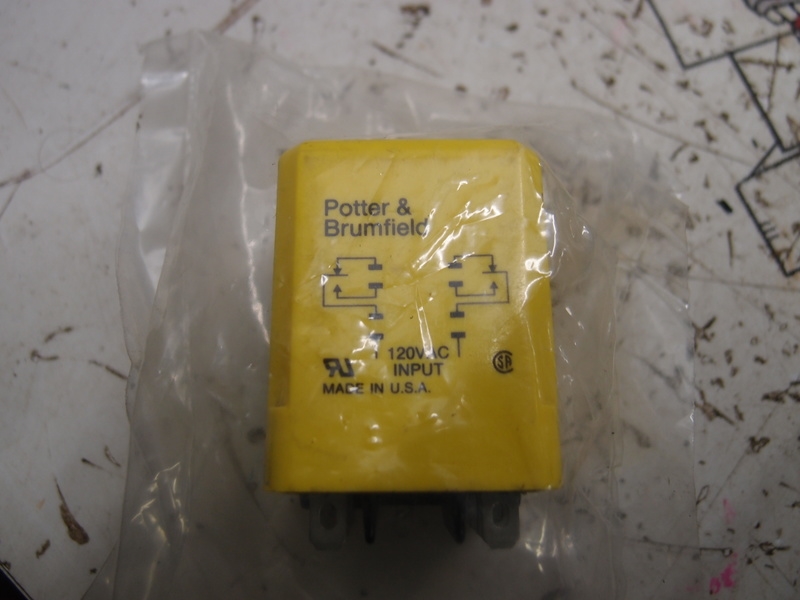 Potter &
Brumfield
120VAC
INPUT
MADE IN U.S.A.